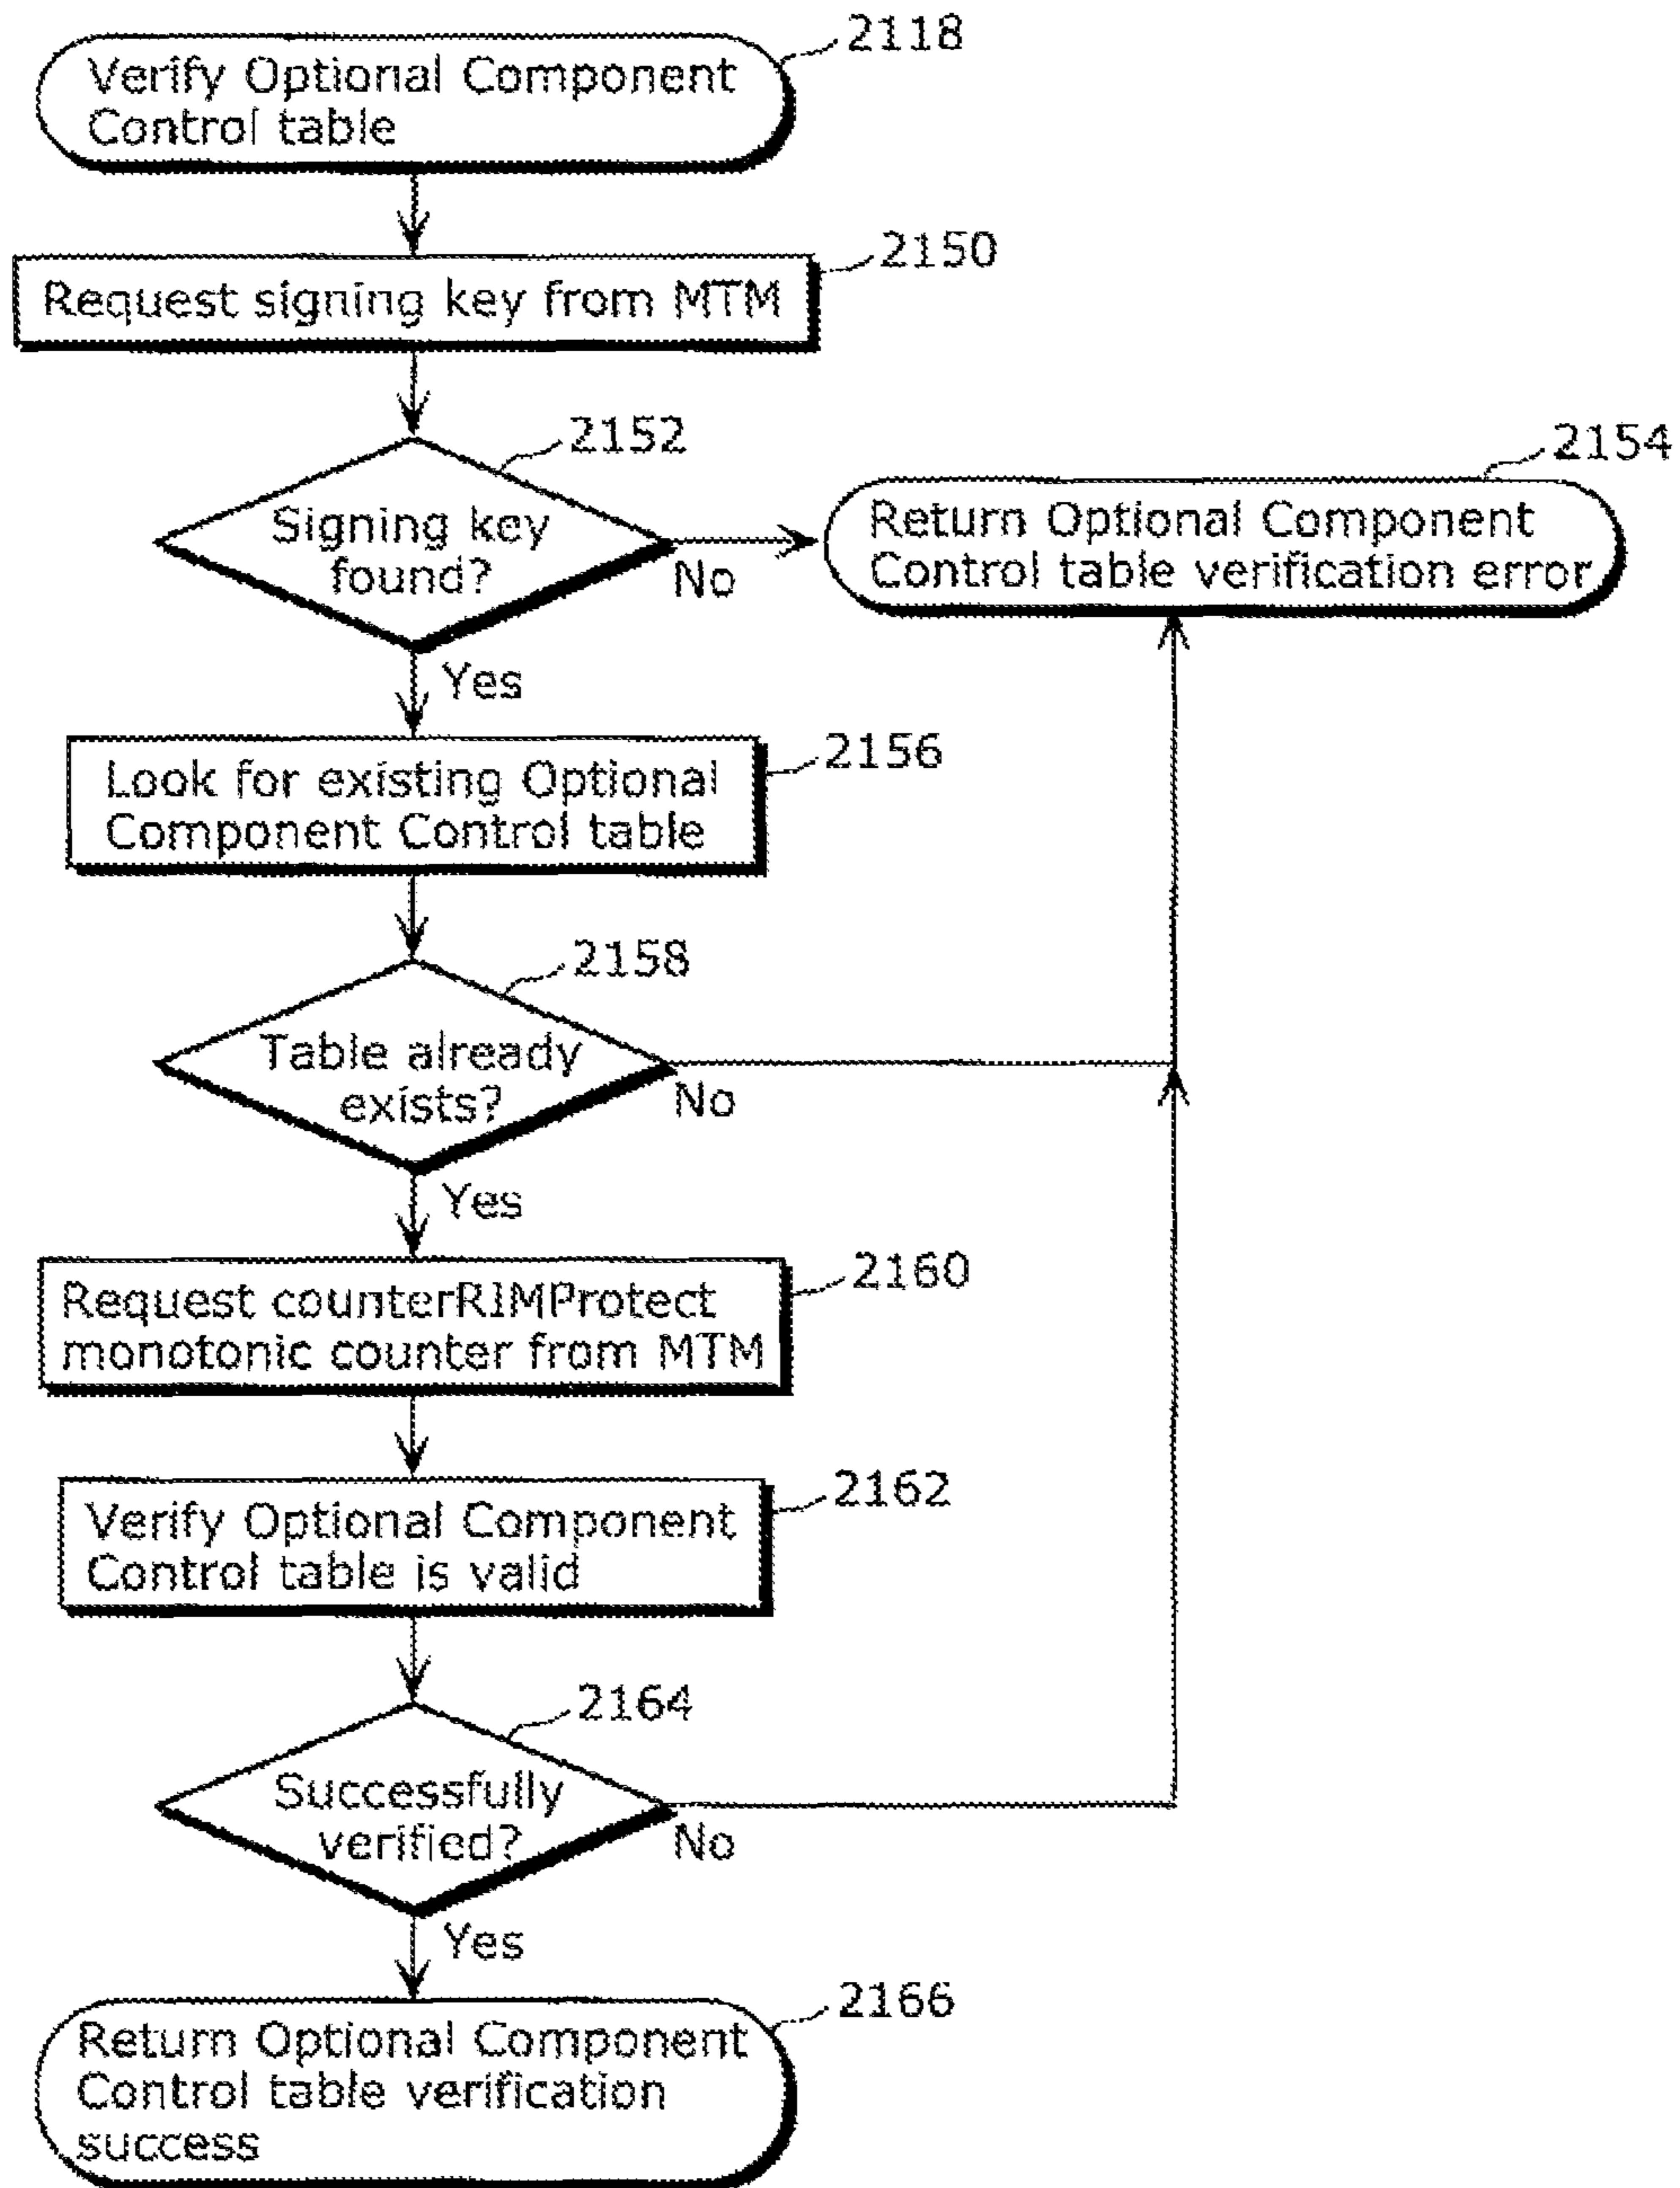 2118
Verify Optional Component
Control table
2150
Request signing key from MTM
2152
Signing key
found?
No
2154
Return Optional Component
Control table verification error
Yes
2156
Look for existing Optional
Component Control table
2158
Table already
exists?
No
Yes
2160
Request counterRIMProtect
monotonic counter from MTM
2162
Verify Optional Component
Control table is valid
2164
Successfully
verified?
No
Yes
2166
Return Optional Component
Control table verification
success